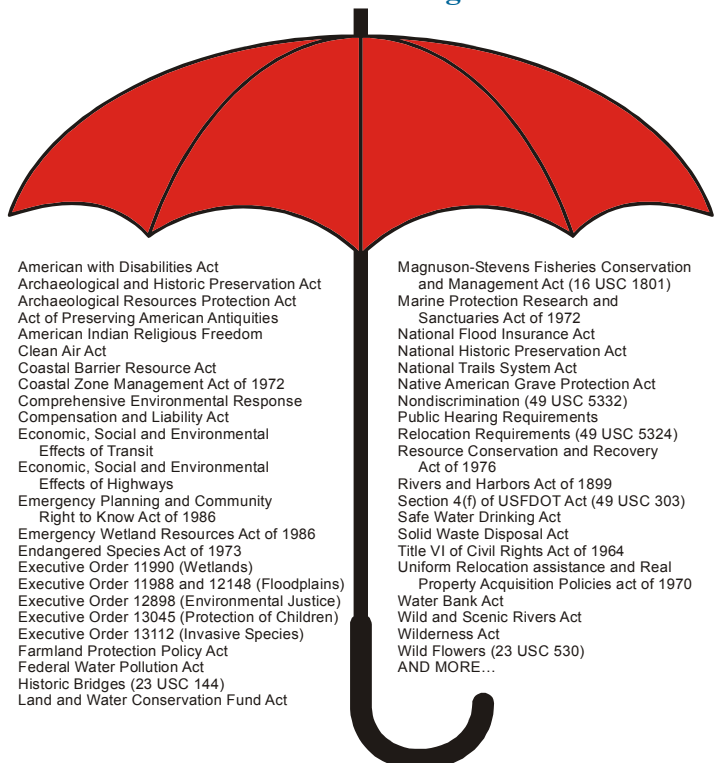 American with Disabilities Act
Archaeological and Historic Preservation Act
Archaeological Resources Protection Act
Act of Preserving American Antiquities
American Indian Religious Freedom
Clean Air Act
Coastal Barrier Resource Act
Coastal Zone Management Act of 1972
Comprehensive Environmental Response
Compensation and Liability Act
Economic, Social and Environmental
Effects of Transit
Economic, Social and Environmental
Effects of Highways
Emergency Planning and Community
Right to Know Act of 1986
Emergency Wetland Resources Act of 1986
Endangered Species Act of 1973
Executive Order 11990 (Wetlands)
Executive Order 11988 and 12148 (Floodplains)
Executive Order 12898 (Environmental Justice)
Executive Order 13045 (Protection of Children)
Executive Order 13112 (Invasive Species)
Farmland Protection Policy Act
Federal Water Pollution Act
Historic Bridges (23 USC 144)
Land and Water Conservation Fund Act
Magnuson-Stevens Fisheries Conservation
and Management Act (16 USC 1801)
Marine Protection Research and
Sanctuaries Act of 1972
National Flood Insurance Act
National Historic Preservation Act
National Trails System Act
Native American Grave Protection Act
Nondiscrimination (49 USC 5332)
Public Hearing Requirements
Relocation Requirements (49 USC 5324)
Resource Conservation and Recovery
Act of 1976
Rivers and Harbors Act of 1899
Section 4(f) of USFDOT Act (49 USC 303)
Safe Water Drinking Act
Solid Waste Disposal Act
Title VI of Civil Rights Act of 1964
Uniform Relocation assistance and Real
Property Acquisition Policies act of 1970
Water Bank Act
Wild and Scenic Rivers Act
Wilderness Act
Wild Flowers (23 USC 530)
AND MORE…